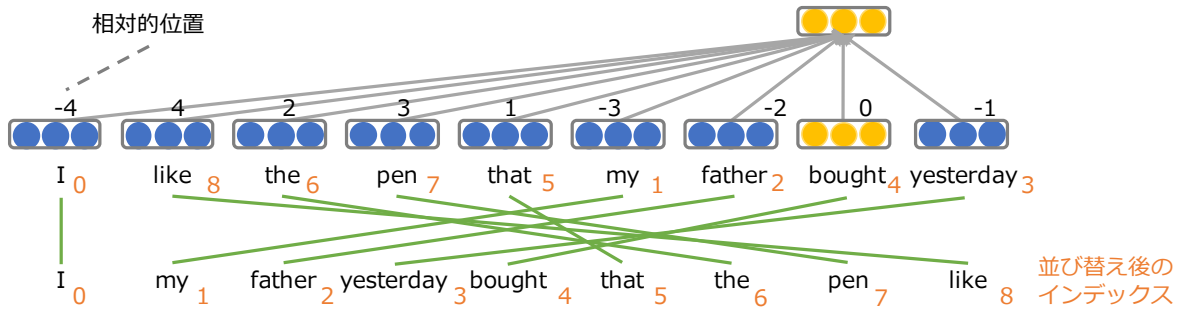 相対的位置
-4 4 2 3 1 -3 -2 0 -1
I 0 like 8 the 6 pen 7 that 5 my 1 father 2 bought 4 yesterday 3
I 0 my 1 father 2 yesterday 3 bought 4 that 5 the 6 pen 7 like 8
並び替え後の
インデックス